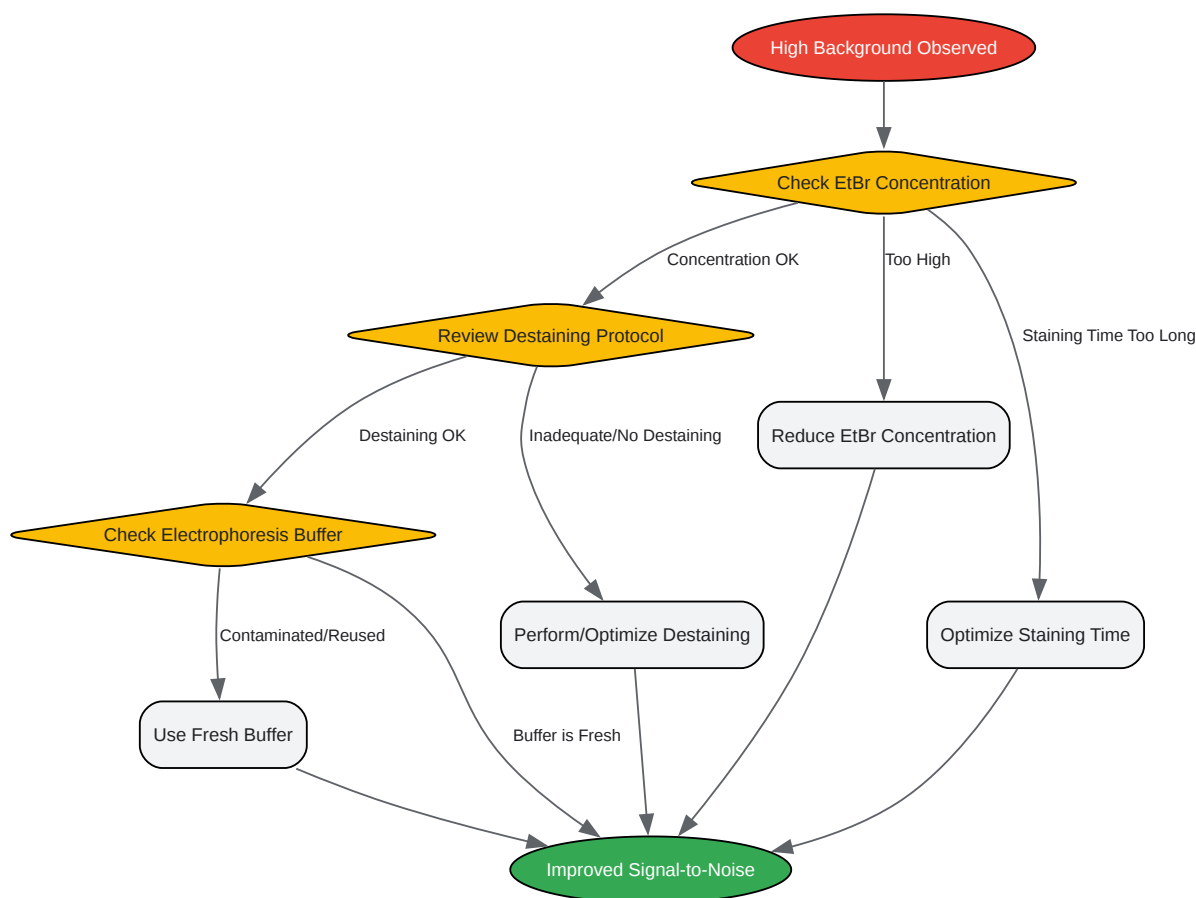 High Background Observed
Check EtBr Concentration
Concentration OK
Too High
Staining Time Too Long
Review Destaining Protocol
Destaining OK
Inadequate/No Destaining
Reduce EtBr Concentration
Check Electrophoresis Buffer
Contaminated/Reused
Perform/Optimize Destaining
Optimize Staining Time
Use Fresh Buffer
Buffer is Fresh
Improved Signal-to-Noise